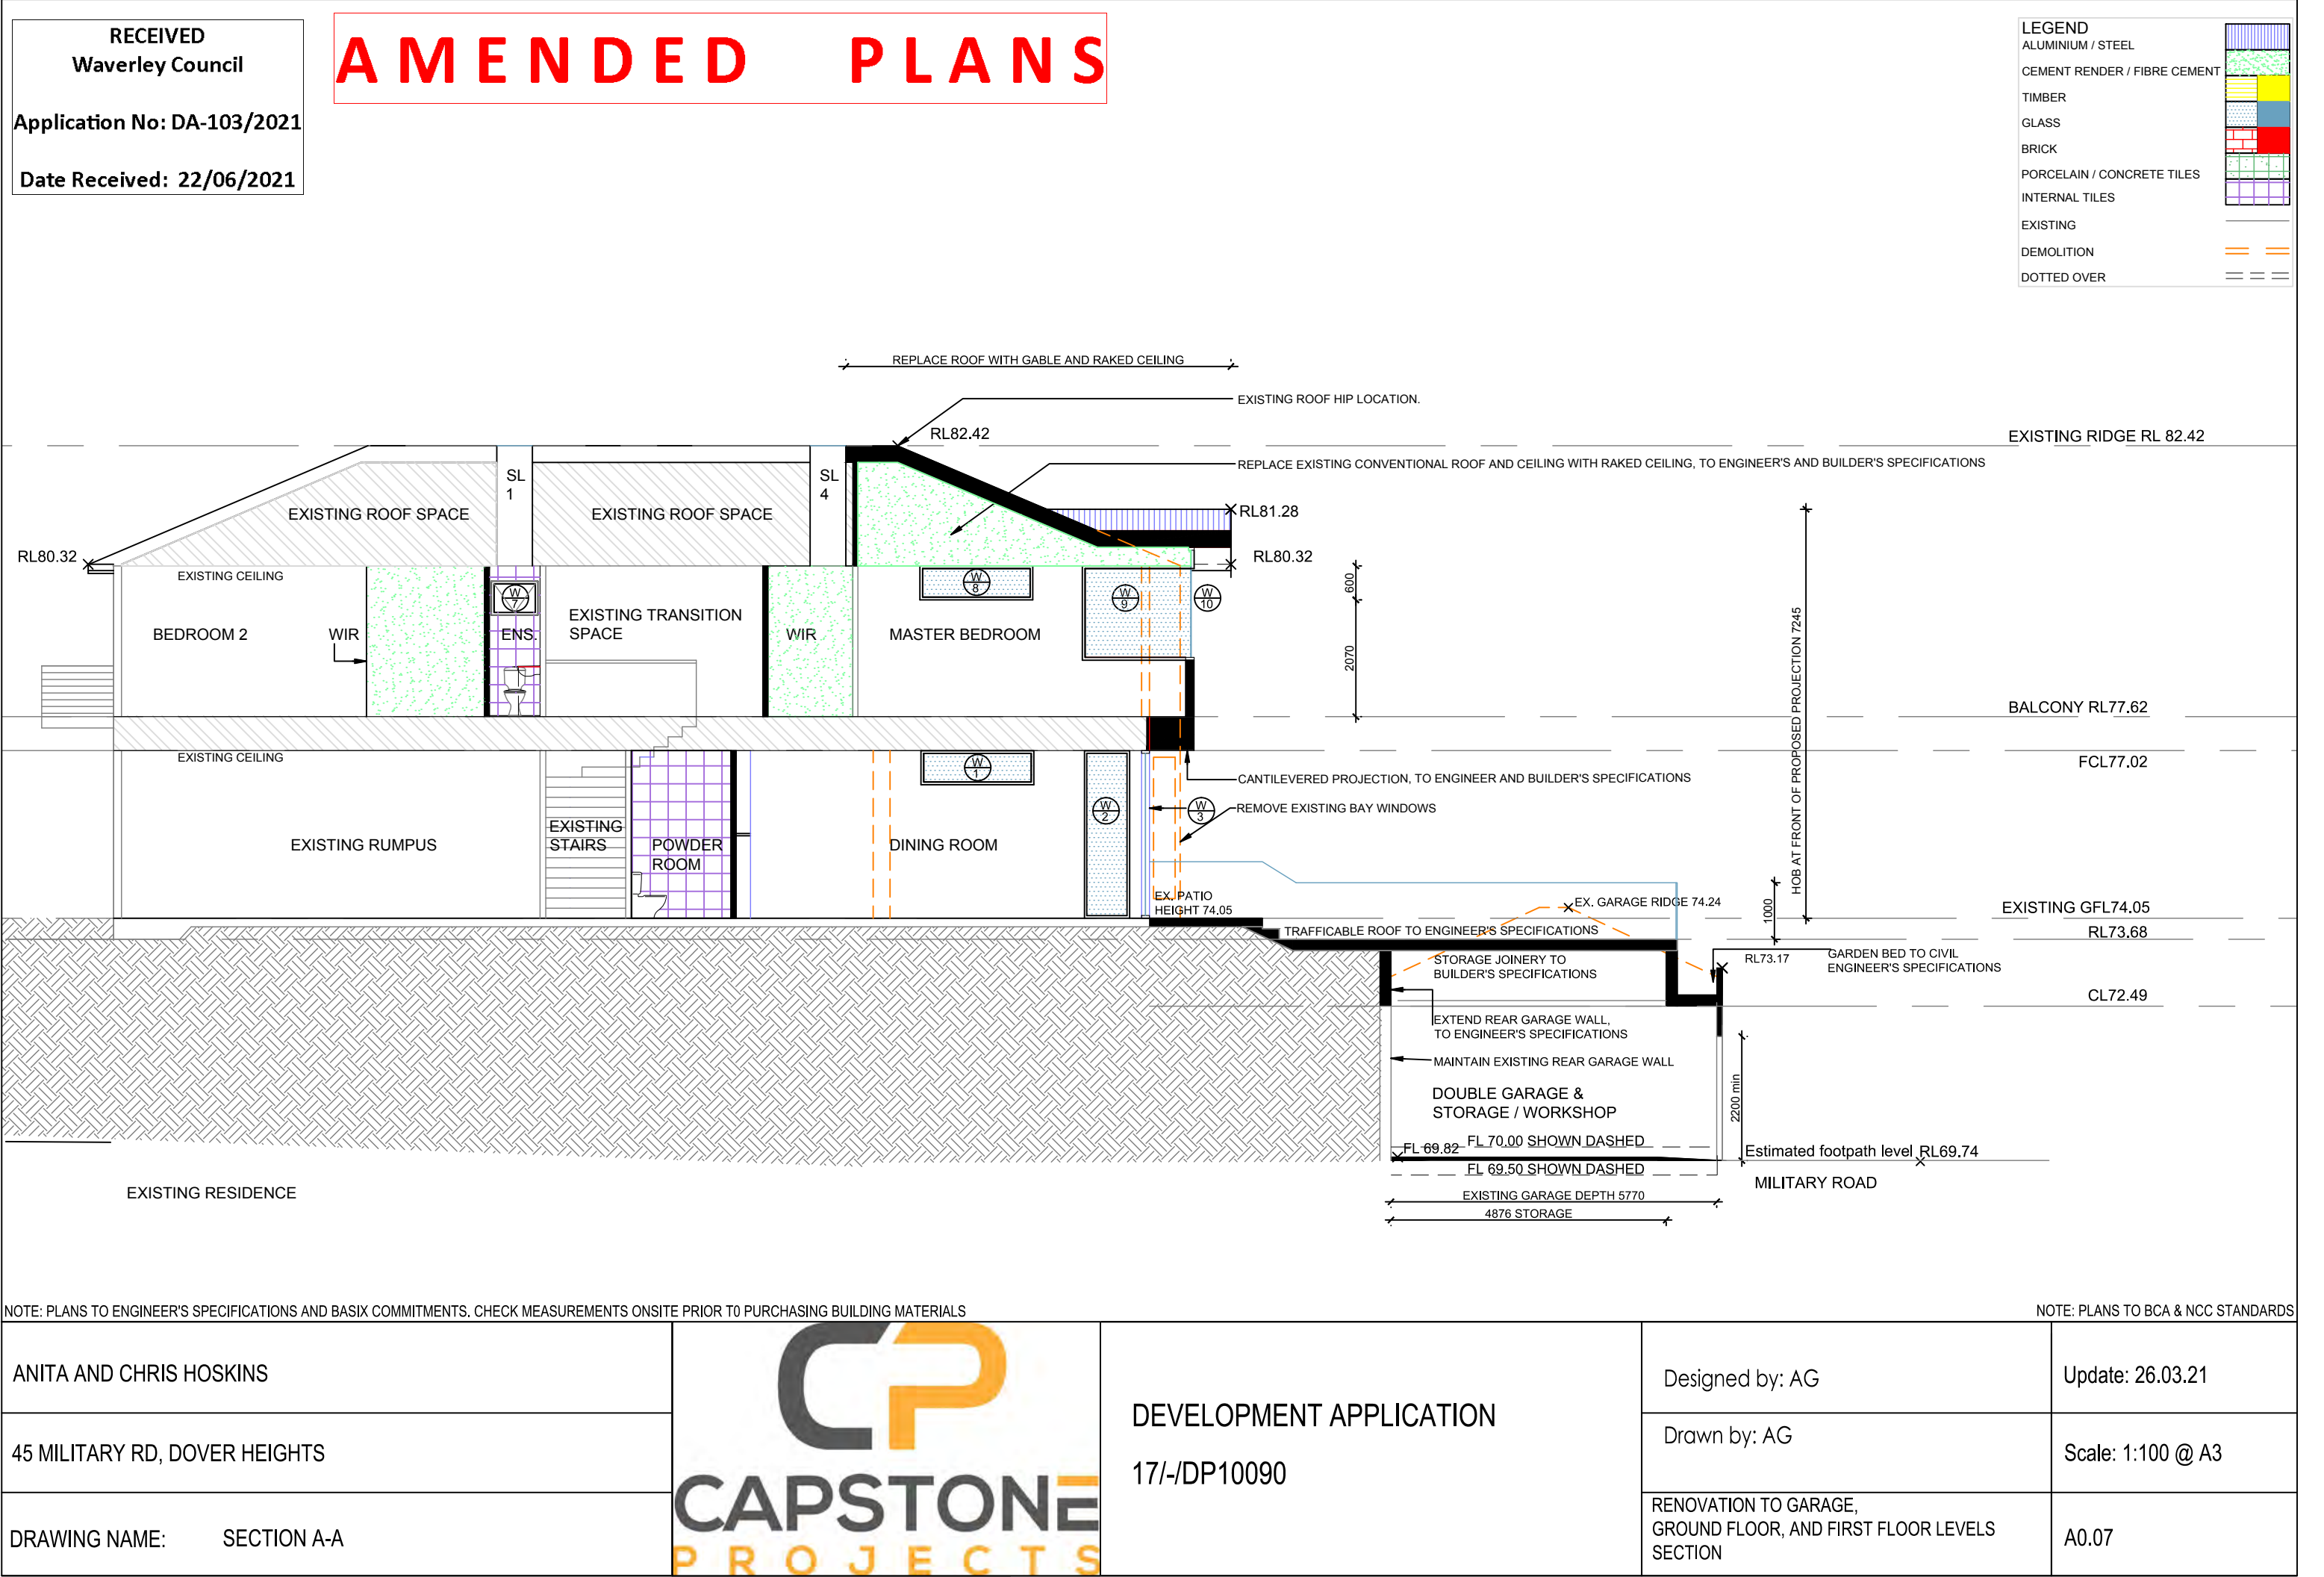 RECEIVED
Waverley Council
Application No: DA-103/2021
Date Received: 22/06/2021
AMENDED PLANS
LEGEND
ALUMINIUM / STEEL
CEMENT RENDER / FIBRE CEMENT
TIMBER
GLASS
BRICK
PORCELAIN / CONCRETE TILES
INTERNAL TILES
EXISTING
DEMOLITION
DOTTED OVER
REPLACE ROOF WITH GABLE AND RAKED CEILING
EXISTING ROOF HIP LOCATION.
RL82.42
EXISTING RIDGE RL 82.42
REPLACE EXISTING CONVENTIONAL ROOF AND CEILING WITH RAKED CEILING, TO ENGINEER'S AND BUILDER'S SPECIFICATIONS
SL
1
SL
4
EXISTING ROOF SPACE
EXISTING ROOF SPACE
RL81.28
RL80.32
RL80.32
EXISTING CEILING
W
7
W
8
W
9
W
10
600
BEDROOM 2
WIR
ENS.
EXISTING TRANSITION
SPACE
WIR
MASTER BEDROOM
2070
HOB AT FRONT OF PROPOSED PROJECTION 7245
BALCONY RL77.62
EXISTING CEILING
FCL77.02
W
1
CANTILEVERED PROJECTION, TO ENGINEER AND BUILDER'S SPECIFICATIONS
W
2
W
3
REMOVE EXISTING BAY WINDOWS
EXISTING RUMPUS
EXISTING
STAIRS
POWDER
ROOM
DINING ROOM
EX. PATIO
HEIGHT 74.05
EX. GARAGE RIDGE 74.24
1000
EXISTING GFL74.05
TRAFFICABLE ROOF TO ENGINEER'S SPECIFICATIONS
RL73.68
STORAGE JOINERY TO
BUILDER'S SPECIFICATIONS
RL73.17
GARDEN BED TO CIVIL
ENGINEER'S SPECIFICATIONS
CL72.49
EXTEND REAR GARAGE WALL,
TO ENGINEER'S SPECIFICATIONS
MAINTAIN EXISTING REAR GARAGE WALL
DOUBLE GARAGE &
STORAGE / WORKSHOP
2200 min
FL 70.00 SHOWN DASHED
FL 69.82
FL 69.50 SHOWN DASHED
Estimated footpath level RL69.74
MILITARY ROAD
EXISTING GARAGE DEPTH 5770
4876 STORAGE
EXISTING RESIDENCE
NOTE: PLANS TO ENGINEER'S SPECIFICATIONS AND BASIX COMMITMENTS. CHECK MEASUREMENTS ONSITE PRIOR T0 PURCHASING BUILDING MATERIALS
NOTE: PLANS TO BCA & NCC STANDARDS
ANITA AND CHRIS HOSKINS
45 MILITARY RD, DOVER HEIGHTS
DRAWING NAME: SECTION A-A
CP
CAPSTONE
PROJECTS
DEVELOPMENT APPLICATION
17/-/DP10090
Designed by: AG
Drawn by: AG
RENOVATION TO GARAGE,
GROUND FLOOR, AND FIRST FLOOR LEVELS
SECTION
Update: 26.03.21
Scale: 1:100 @ A3
A0.07